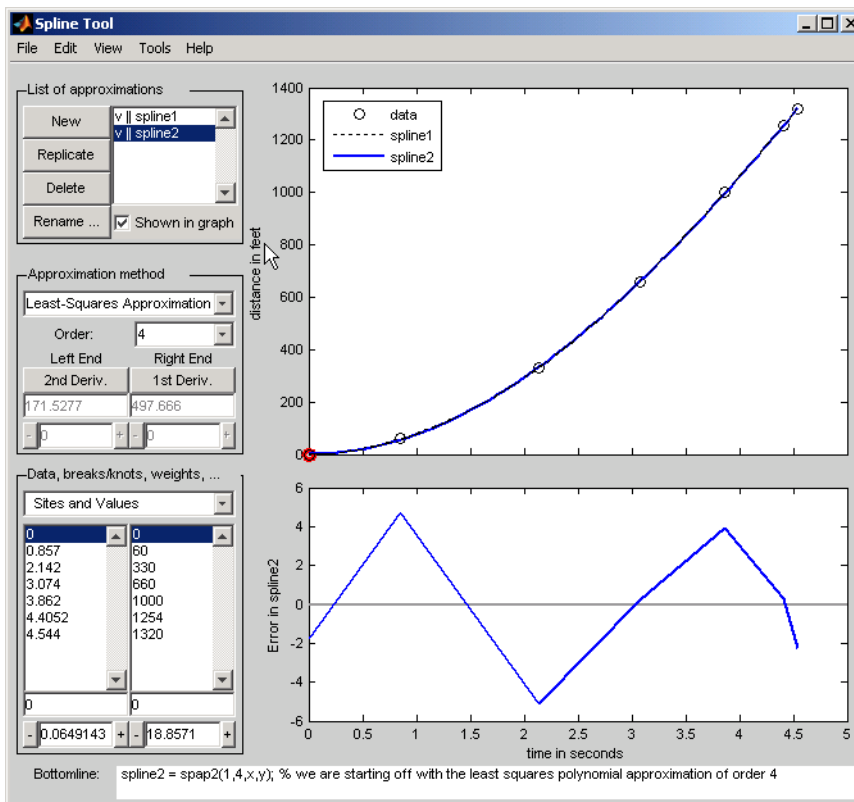 Spline Tool
File Edit View Tools Help
List of approximations
New
Replicate
Delete
Rename ...
v || spline1
v || spline2
Shown in graph
Approximation method
Least-Squares Approximation
Order: 4
Left End Right End
2nd Deriv. 1st Deriv.
171.5277 497.666
- 0 + - 0 +
Data, breaks/knots, weights, ...
Sites and Values
0 0
0.857 60
2.142 330
3.074 660
3.862 1000
4.4052 1254
4.544 1320
0 0
- 0.0649143 + - 18.8571 +
data
spline1
spline2
distance in feet
1400
1200
1000
800
600
400
200
0
Error in spline2
6
4
2
0
-2
-4
-6
0 0.5 1 1.5 2 2.5 3 3.5 4 4.5 5
time in seconds
Bottomline: spline2 = spap2(1,4,x,y); % we are starting off with the least squares polynomial approximation of order 4